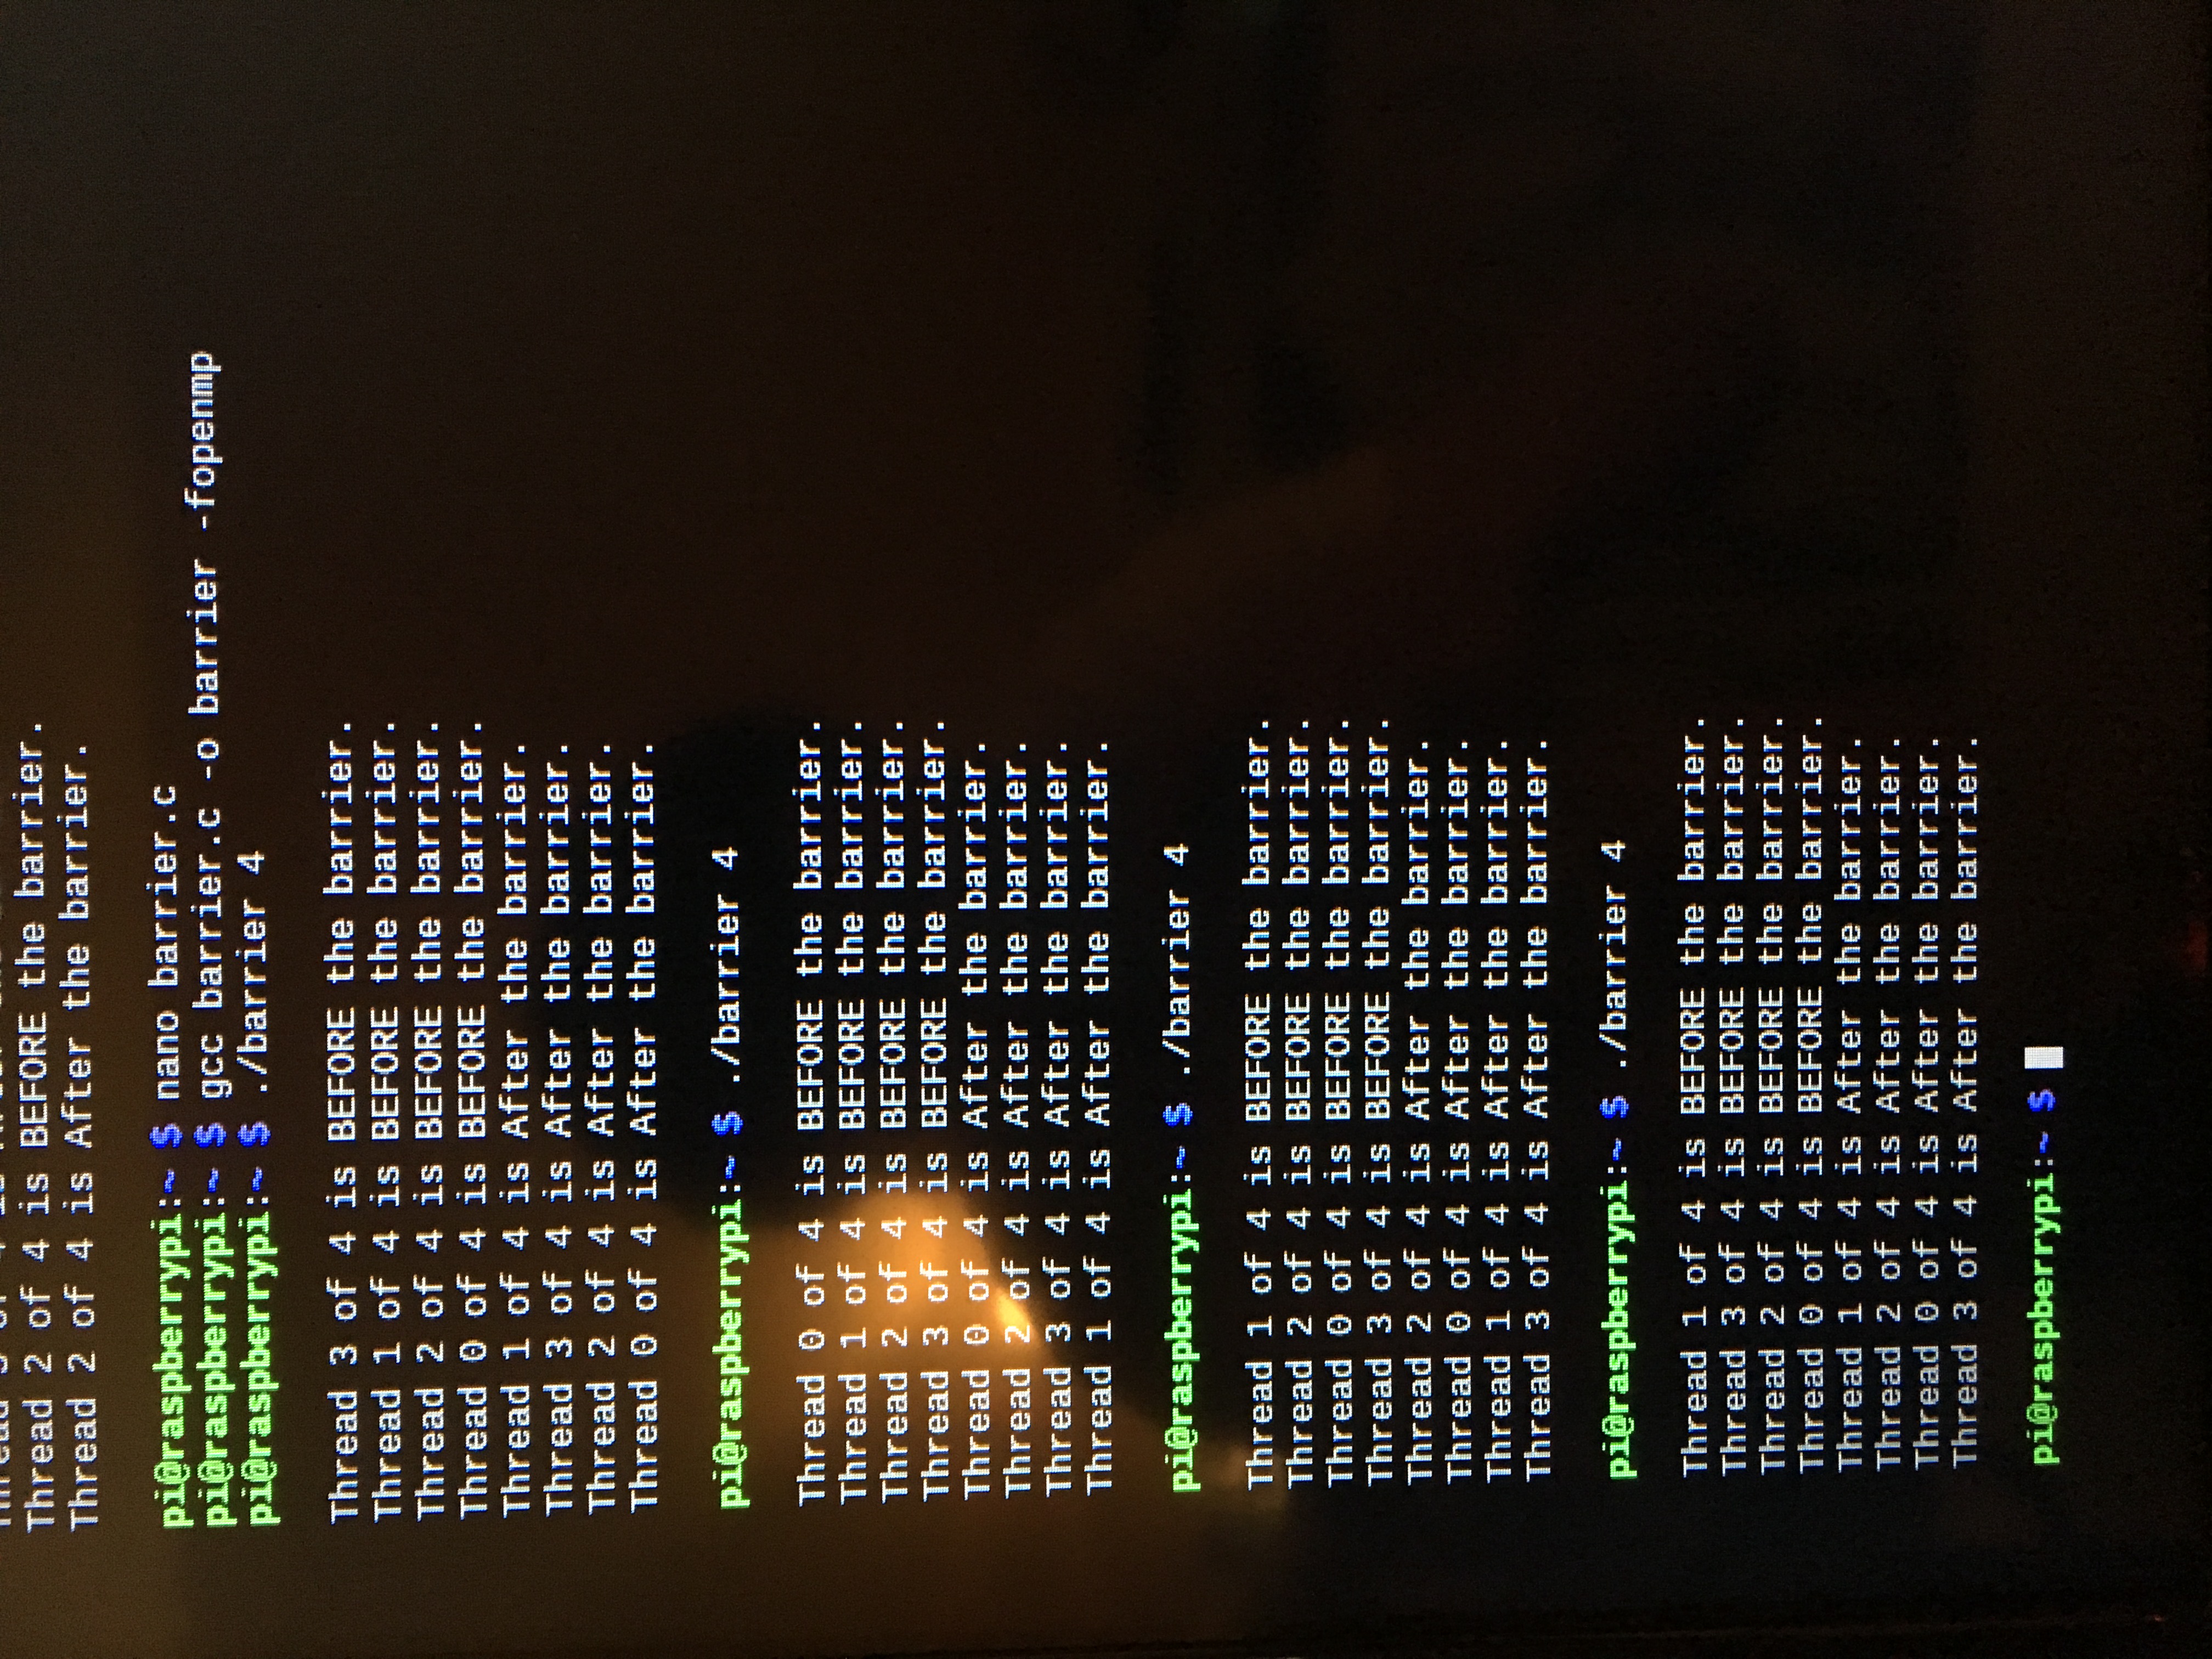 Thread 3 of 4 is After the barrier.
Thread 2 of 4 is BEFORE the barrier.
Thread 2 of 4 is After the barrier.
pi@raspberrypi:~ $ nano barrier.c
pi@raspberrypi:~ $ gcc barrier.c -o barrier -fopenmp
pi@raspberrypi:~ $ ./barrier 4
Thread 3 of 4 is BEFORE the barrier.
Thread 1 of 4 is BEFORE the barrier.
Thread 2 of 4 is BEFORE the barrier.
Thread 0 of 4 is BEFORE the barrier.
Thread 1 of 4 is After the barrier.
Thread 3 of 4 is After the barrier.
Thread 2 of 4 is After the barrier.
Thread 0 of 4 is After the barrier.
pi@raspberrypi:~ $ ./barrier 4
Thread 0 of 4 is BEFORE the barrier.
Thread 1 of 4 is BEFORE the barrier.
Thread 2 of 4 is BEFORE the barrier.
Thread 3 of 4 is BEFORE the barrier.
Thread 0 of 4 is After the barrier.
Thread 2 of 4 is After the barrier.
Thread 3 of 4 is After the barrier.
Thread 1 of 4 is After the barrier.
pi@raspberrypi:~ $ ./barrier 4
Thread 1 of 4 is BEFORE the barrier.
Thread 2 of 4 is BEFORE the barrier.
Thread 0 of 4 is BEFORE the barrier.
Thread 3 of 4 is BEFORE the barrier.
Thread 2 of 4 is After the barrier.
Thread 0 of 4 is After the barrier.
Thread 1 of 4 is After the barrier.
Thread 3 of 4 is After the barrier.
pi@raspberrypi:~ $ ./barrier 4
Thread 1 of 4 is BEFORE the barrier.
Thread 3 of 4 is BEFORE the barrier.
Thread 2 of 4 is BEFORE the barrier.
Thread 0 of 4 is BEFORE the barrier.
Thread 1 of 4 is After the barrier.
Thread 2 of 4 is After the barrier.
Thread 0 of 4 is After the barrier.
Thread 3 of 4 is After the barrier.
pi@raspberrypi:~ $